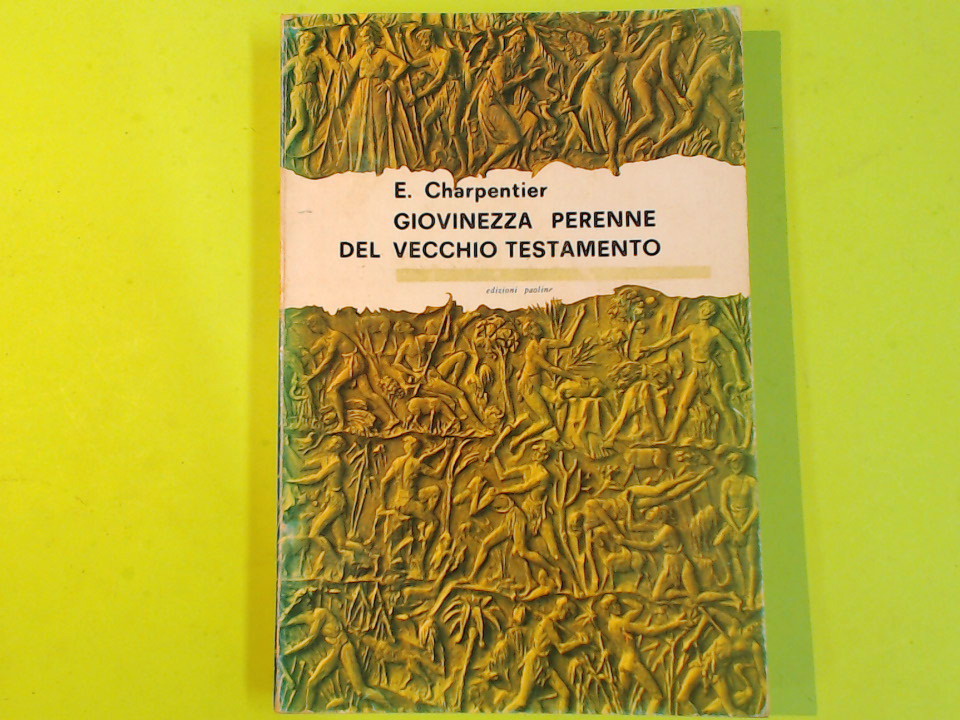 E. Charpentier
GIOVINEZZA PERENNE
DEL VECCHIO TESTAMENTO
edizioni paoline